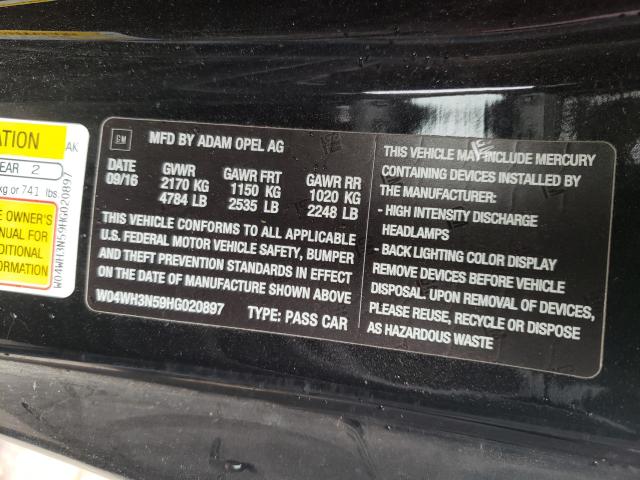 ATION
AK
EAR 2
kg or 741 lbs.
E OWNER'S
ANUAL FOR
DITIONAL
FORMATION
W04WH3N59HG020897
GM MFD BY ADAM OPEL AG
DATE GVWR GAWR FRT GAWR RR
09/16 2170 KG 1150 KG 1020 KG
4784 LB 2535 LB 2248 LB
THIS VEHICLE CONFORMS TO ALL APPLICABLE
U.S. FEDERAL MOTOR VEHICLE SAFETY, BUMPER
AND THEFT PREVENTION STANDARDS IN EFFECT
ON THE DATE OF MANUFACTURE SHOWN ABOVE
W04WH3N59HG020897 TYPE: PASS CAR
THIS VEHICLE MAY INCLUDE MERCURY
CONTAINING DEVICES INSTALLED BY
THE MANUFACTURER:
- HIGH INTENSITY DISCHARGE
HEADLAMPS
- BACK LIGHTING COLOR DISPLAY
REMOVE DEVICES BEFORE VEHICLE
DISPOSAL. UPON REMOVAL OF DEVICES,
PLEASE REUSE, RECYCLE OR DISPOSE
AS HAZARDOUS WASTE